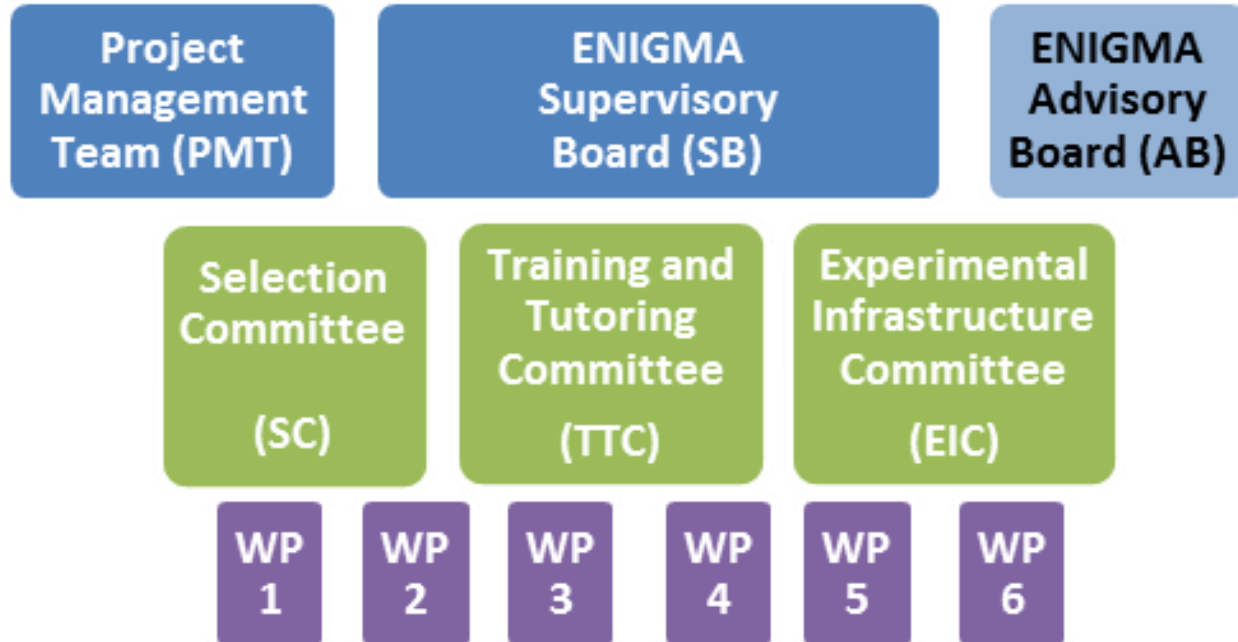 Project
Management
Team (PMT)
ENIGMA
Supervisory
Board (SB)
ENIGMA
Advisory
Board (AB)
Selection
Committee
(SC)
Training and
Tutoring
Committee
(TTC)
Experimental
Infrastructure
Committee
(EIC)
WP
1
WP
2
WP
3
WP
4
WP
5
WP
6